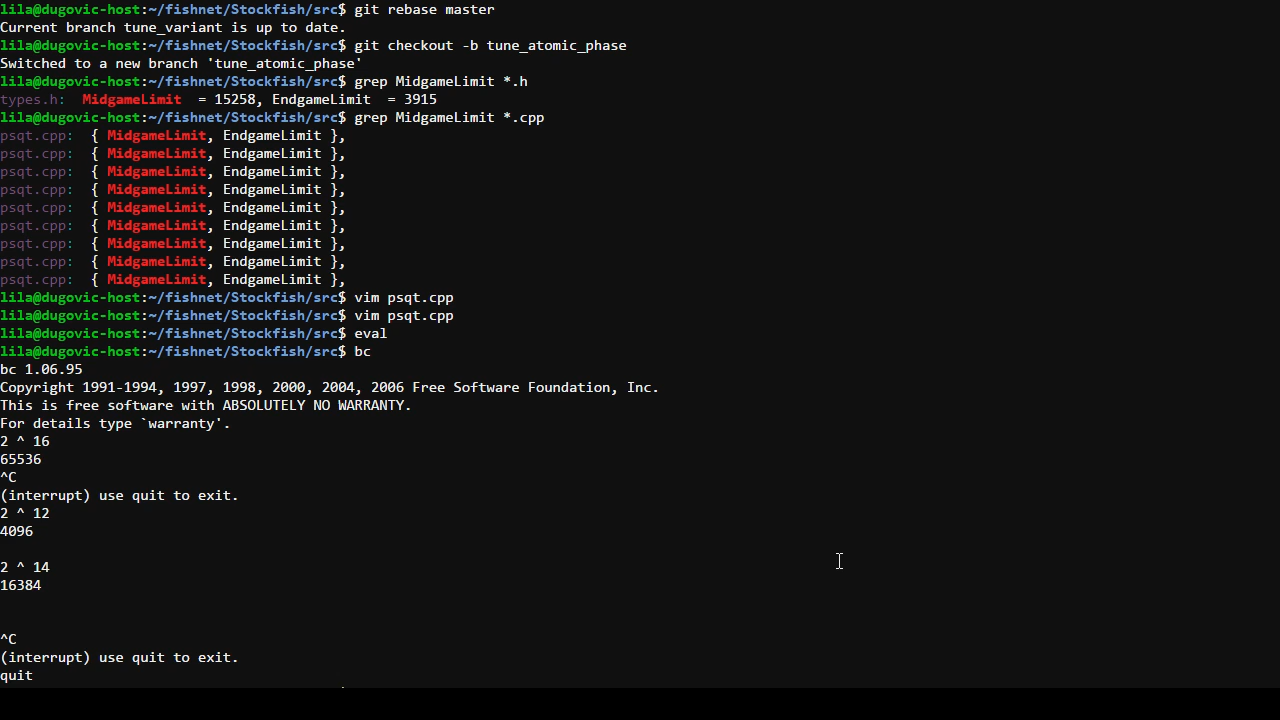 lila@dugovic-host:~/fishnet/Stockfish/src$ git rebase master
Current branch tune_variant is up to date.
lila@dugovic-host:~/fishnet/Stockfish/src$ git checkout -b tune_atomic_phase
Switched to a new branch 'tune_atomic_phase'
lila@dugovic-host:~/fishnet/Stockfish/src$ grep MidgameLimit *.h
types.h:  MidgameLimit  = 15258, EndgameLimit  = 3915
lila@dugovic-host:~/fishnet/Stockfish/src$ grep MidgameLimit *.cpp
psqt.cpp:  { MidgameLimit, EndgameLimit },
psqt.cpp:  { MidgameLimit, EndgameLimit },
psqt.cpp:  { MidgameLimit, EndgameLimit },
psqt.cpp:  { MidgameLimit, EndgameLimit },
psqt.cpp:  { MidgameLimit, EndgameLimit },
psqt.cpp:  { MidgameLimit, EndgameLimit },
psqt.cpp:  { MidgameLimit, EndgameLimit },
psqt.cpp:  { MidgameLimit, EndgameLimit },
psqt.cpp:  { MidgameLimit, EndgameLimit },
lila@dugovic-host:~/fishnet/Stockfish/src$ vim psqt.cpp
lila@dugovic-host:~/fishnet/Stockfish/src$ vim psqt.cpp
lila@dugovic-host:~/fishnet/Stockfish/src$ eval
lila@dugovic-host:~/fishnet/Stockfish/src$ bc
bc 1.06.95
Copyright 1991-1994, 1997, 1998, 2000, 2004, 2006 Free Software Foundation, Inc.
This is free software with ABSOLUTELY NO WARRANTY.
For details type `warranty'.
2 ^ 16
65536
^C
(interrupt) use quit to exit.
2 ^ 12
4096
2 ^ 14
16384
^C
(interrupt) use quit to exit.
quit